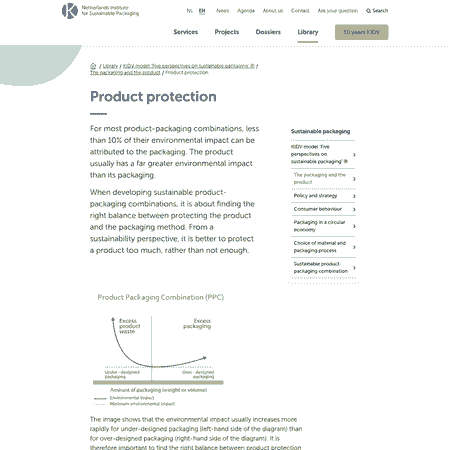 Netherlands Institute
for Sustainable Packaging
NL EN News Agenda About us Contact Ask your question Search
Services Projects Dossiers Library 10 years KIDV
/ Library / KIDV model 'Five perspectives on sustainable packaging' ® /
The packaging and the product / Product protection
Product protection
For most product-packaging combinations, less
than 10% of their environmental impact can be
attributed to the packaging. The product
usually has a far greater environmental impact
than its packaging.
When developing sustainable product-
packaging combinations, it is about finding the
right balance between protecting the product
and the packaging method. From a
sustainability perspective, it is better to protect
a product too much, rather than not enough.
Sustainable packaging
KIDV model 'Five
perspectives on
sustainable packaging' ®
The packaging and the
product
Policy and strategy
Consumer behaviour
Packaging in a circular
economy
Choice of material and
packaging process
Sustainable product-
packaging combination
Product Packaging Combination (PPC)
Excess
product
waste
Excess
packaging
Under - designed
packaging
Over - designed
packaging
Amount of packaging (weight or volume)
Environmental impact
Minimum environmental impact
The image shows that the environmental impact usually increases more
rapidly for under-designed packaging (left-hand side of the diagram) than
for over-designed packaging (right-hand side of the diagram). It is
therefore important to find the right balance between product protection